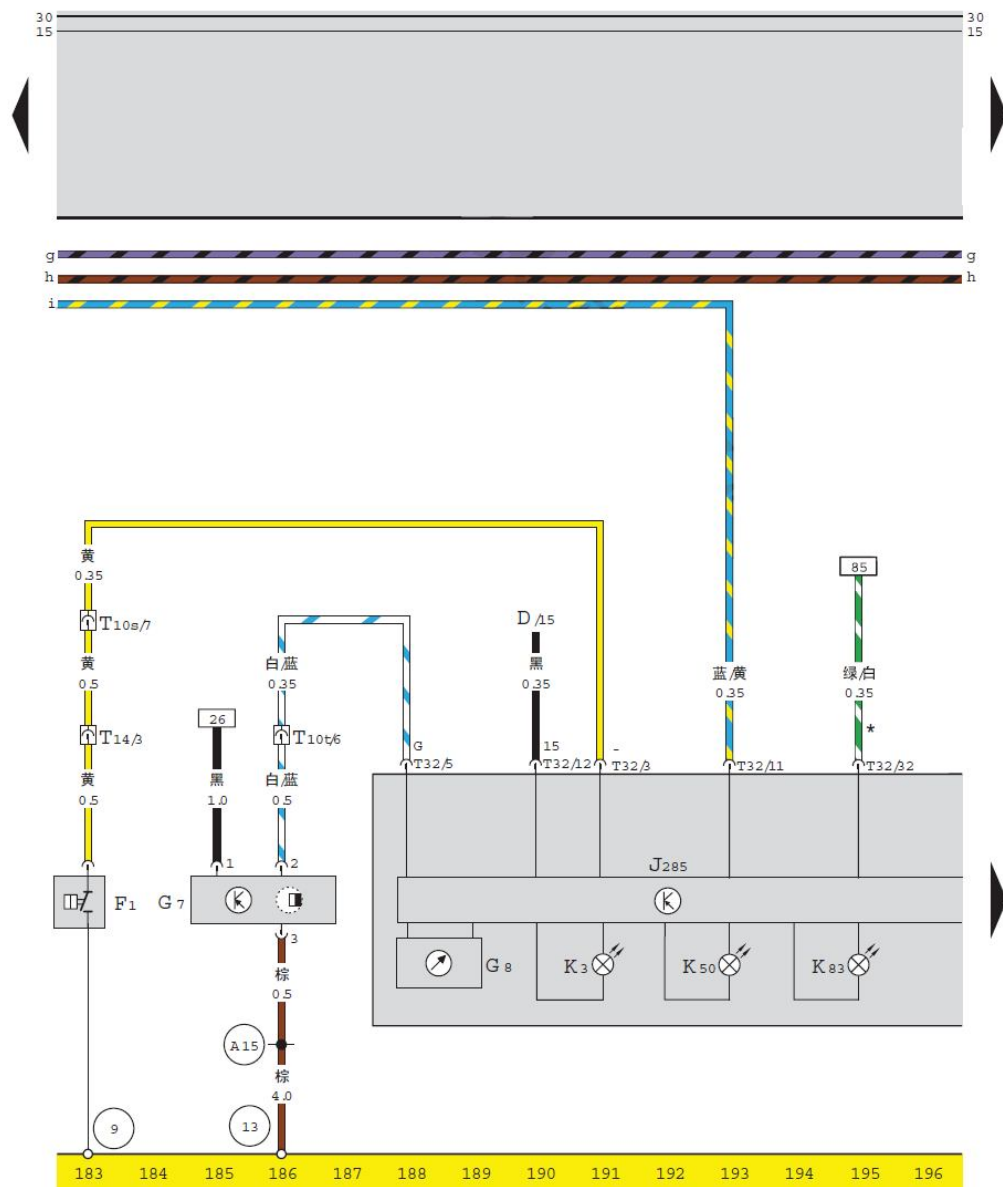 30 30
15 15
g g
h h
i
黄
0.35
T10s/7
黄
0.5
T14/3
黄
0.5
F1
26
黑
1.0
1
白/蓝
0.35
T10t/6
白/蓝
0.5
2
G7
3
棕
0.5
A15
棕
4.0
9
13
G
T32/5
D/15
黑
0.35
15
T32/12
-
T32/3
蓝/黄
0.35
T32/11
85
绿/白
0.35
*
T32/32
J285
G8
K3
K50
K83
183 184 185 186 187 188 189 190 191 192 193 194 195 196